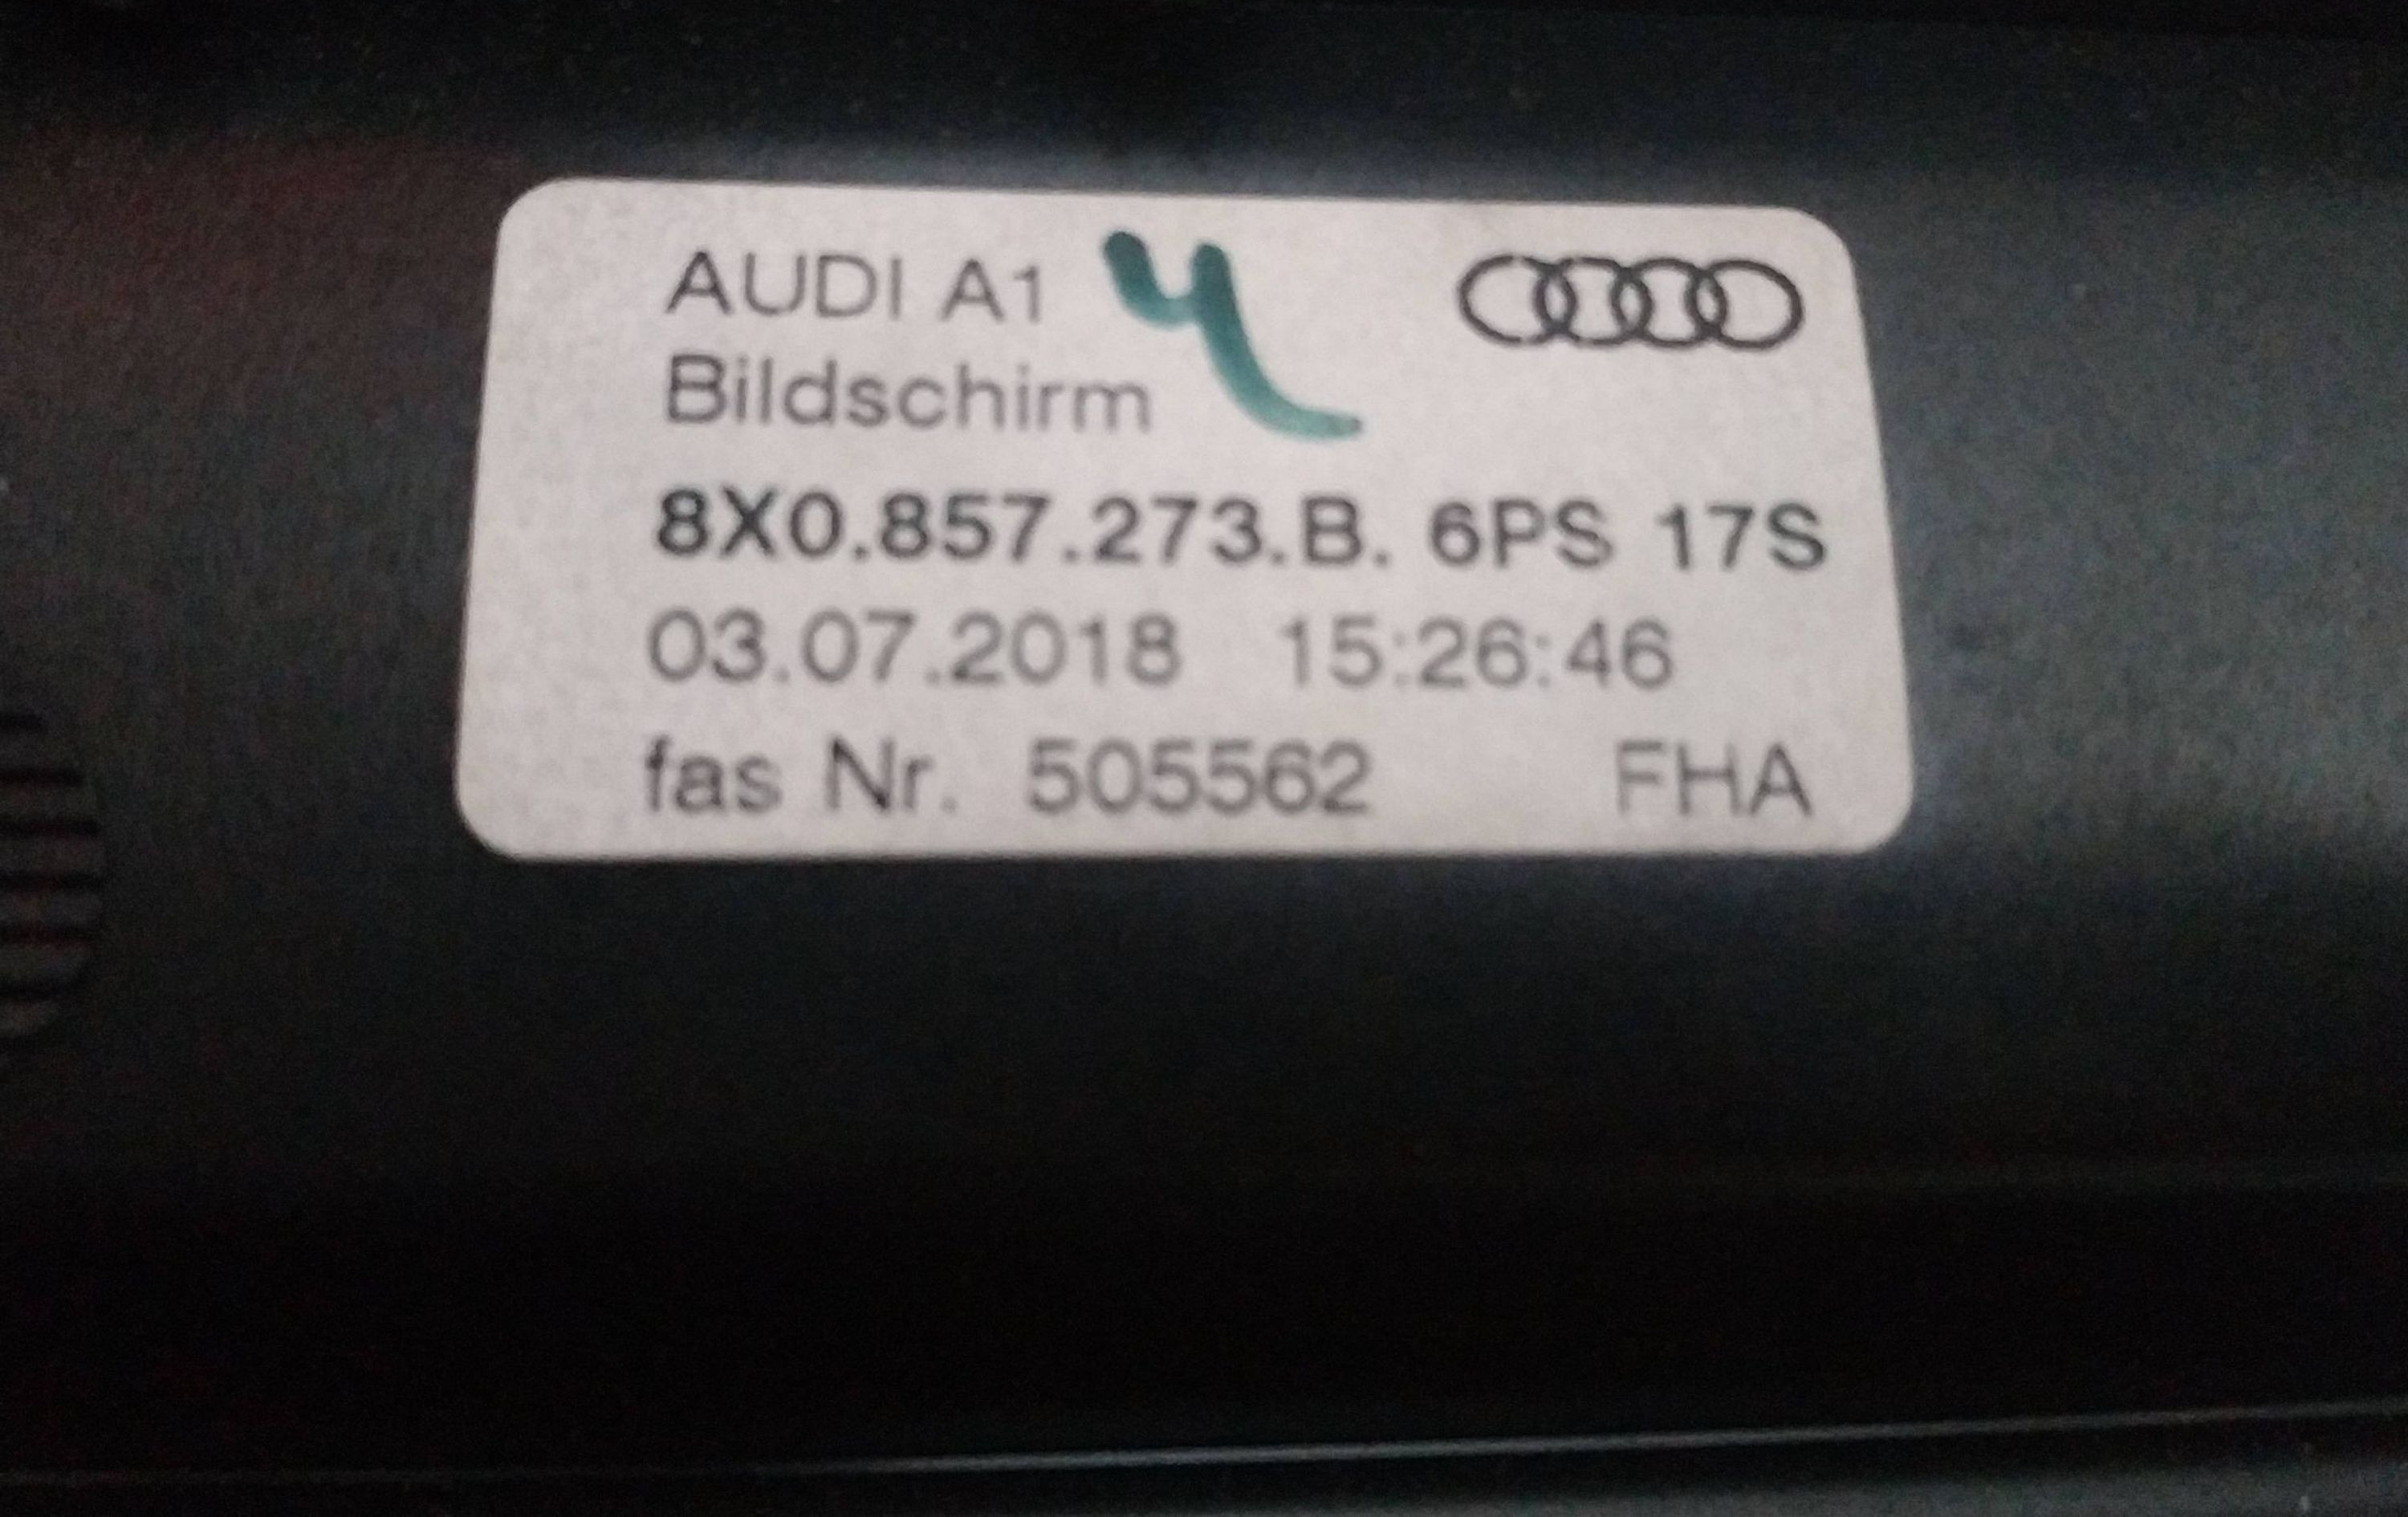 AUDI A1 4
Bildschirm
8X0.857.273.B. 6PS 17S
03.07.2018 15:26:46
fas Nr. 505562 FHA